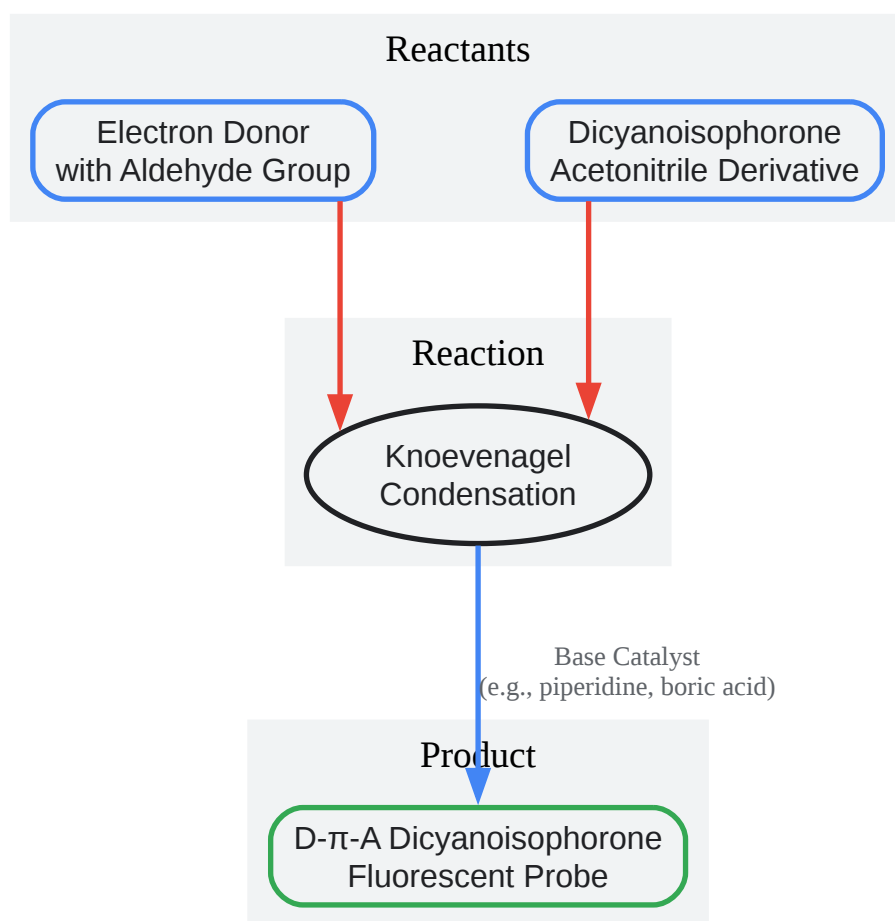 Reactants
Electron Donor
with Aldehyde Group
Dicyanoisophorone
Acetonitrile Derivative
Reaction
Knoevenagel
Condensation
Base Catalyst
(e.g., piperidine, boric acid)
Product
D-π-A Dicyanoisophorone
Fluorescent Probe